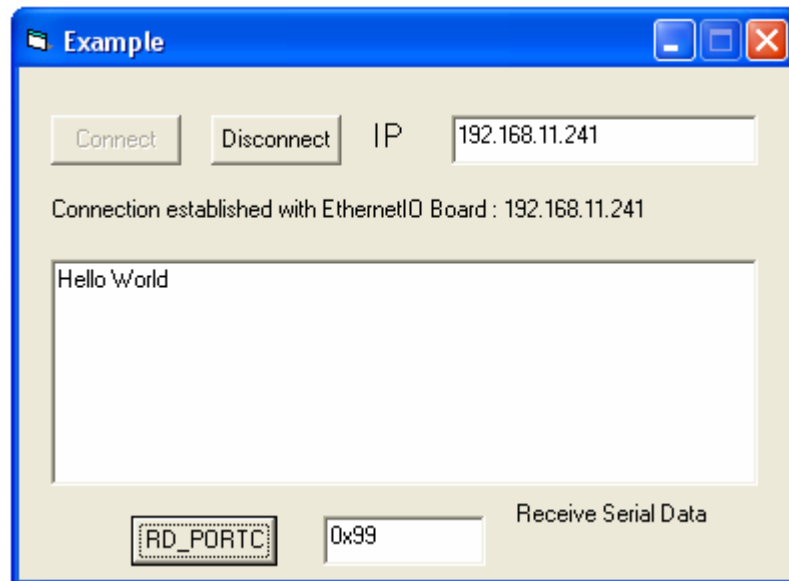 Example
Connect Disconnect IP 192.168.11.241
Connection established with EthernetIO Board : 192.168.11.241
Hello World
RD_PORTC 0x99 Receive Serial Data